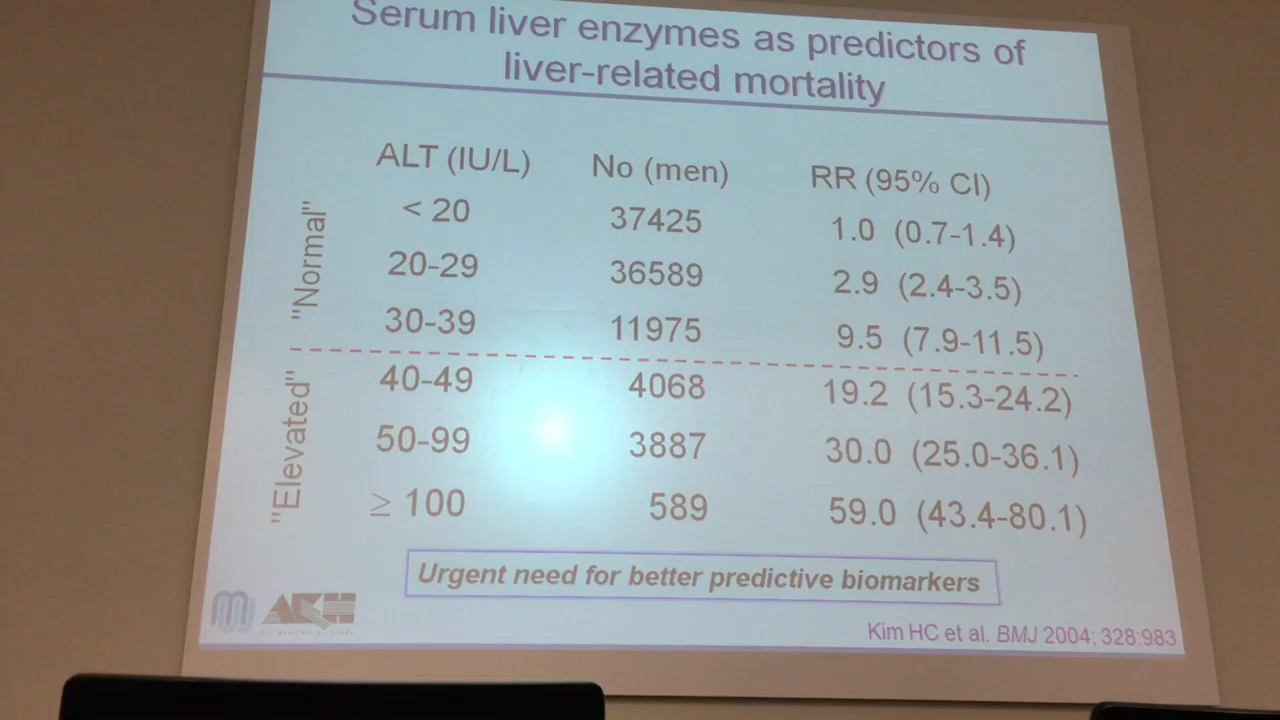 Serum liver enzymes as predictors of
liver-related mortality
ALT (IU/L) No (men) RR (95% CI)
"Normal"
< 20 37425 1.0 (0.7-1.4)
20-29 36589 2.9 (2.4-3.5)
30-39 11975 9.5 (7.9-11.5)
"Elevated"
40-49 4068 19.2 (15.3-24.2)
50-99 3887 30.0 (25.0-36.1)
≥ 100 589 59.0 (43.4-80.1)
Urgent need for better predictive biomarkers
Kim HC et al. BMJ 2004; 328:983